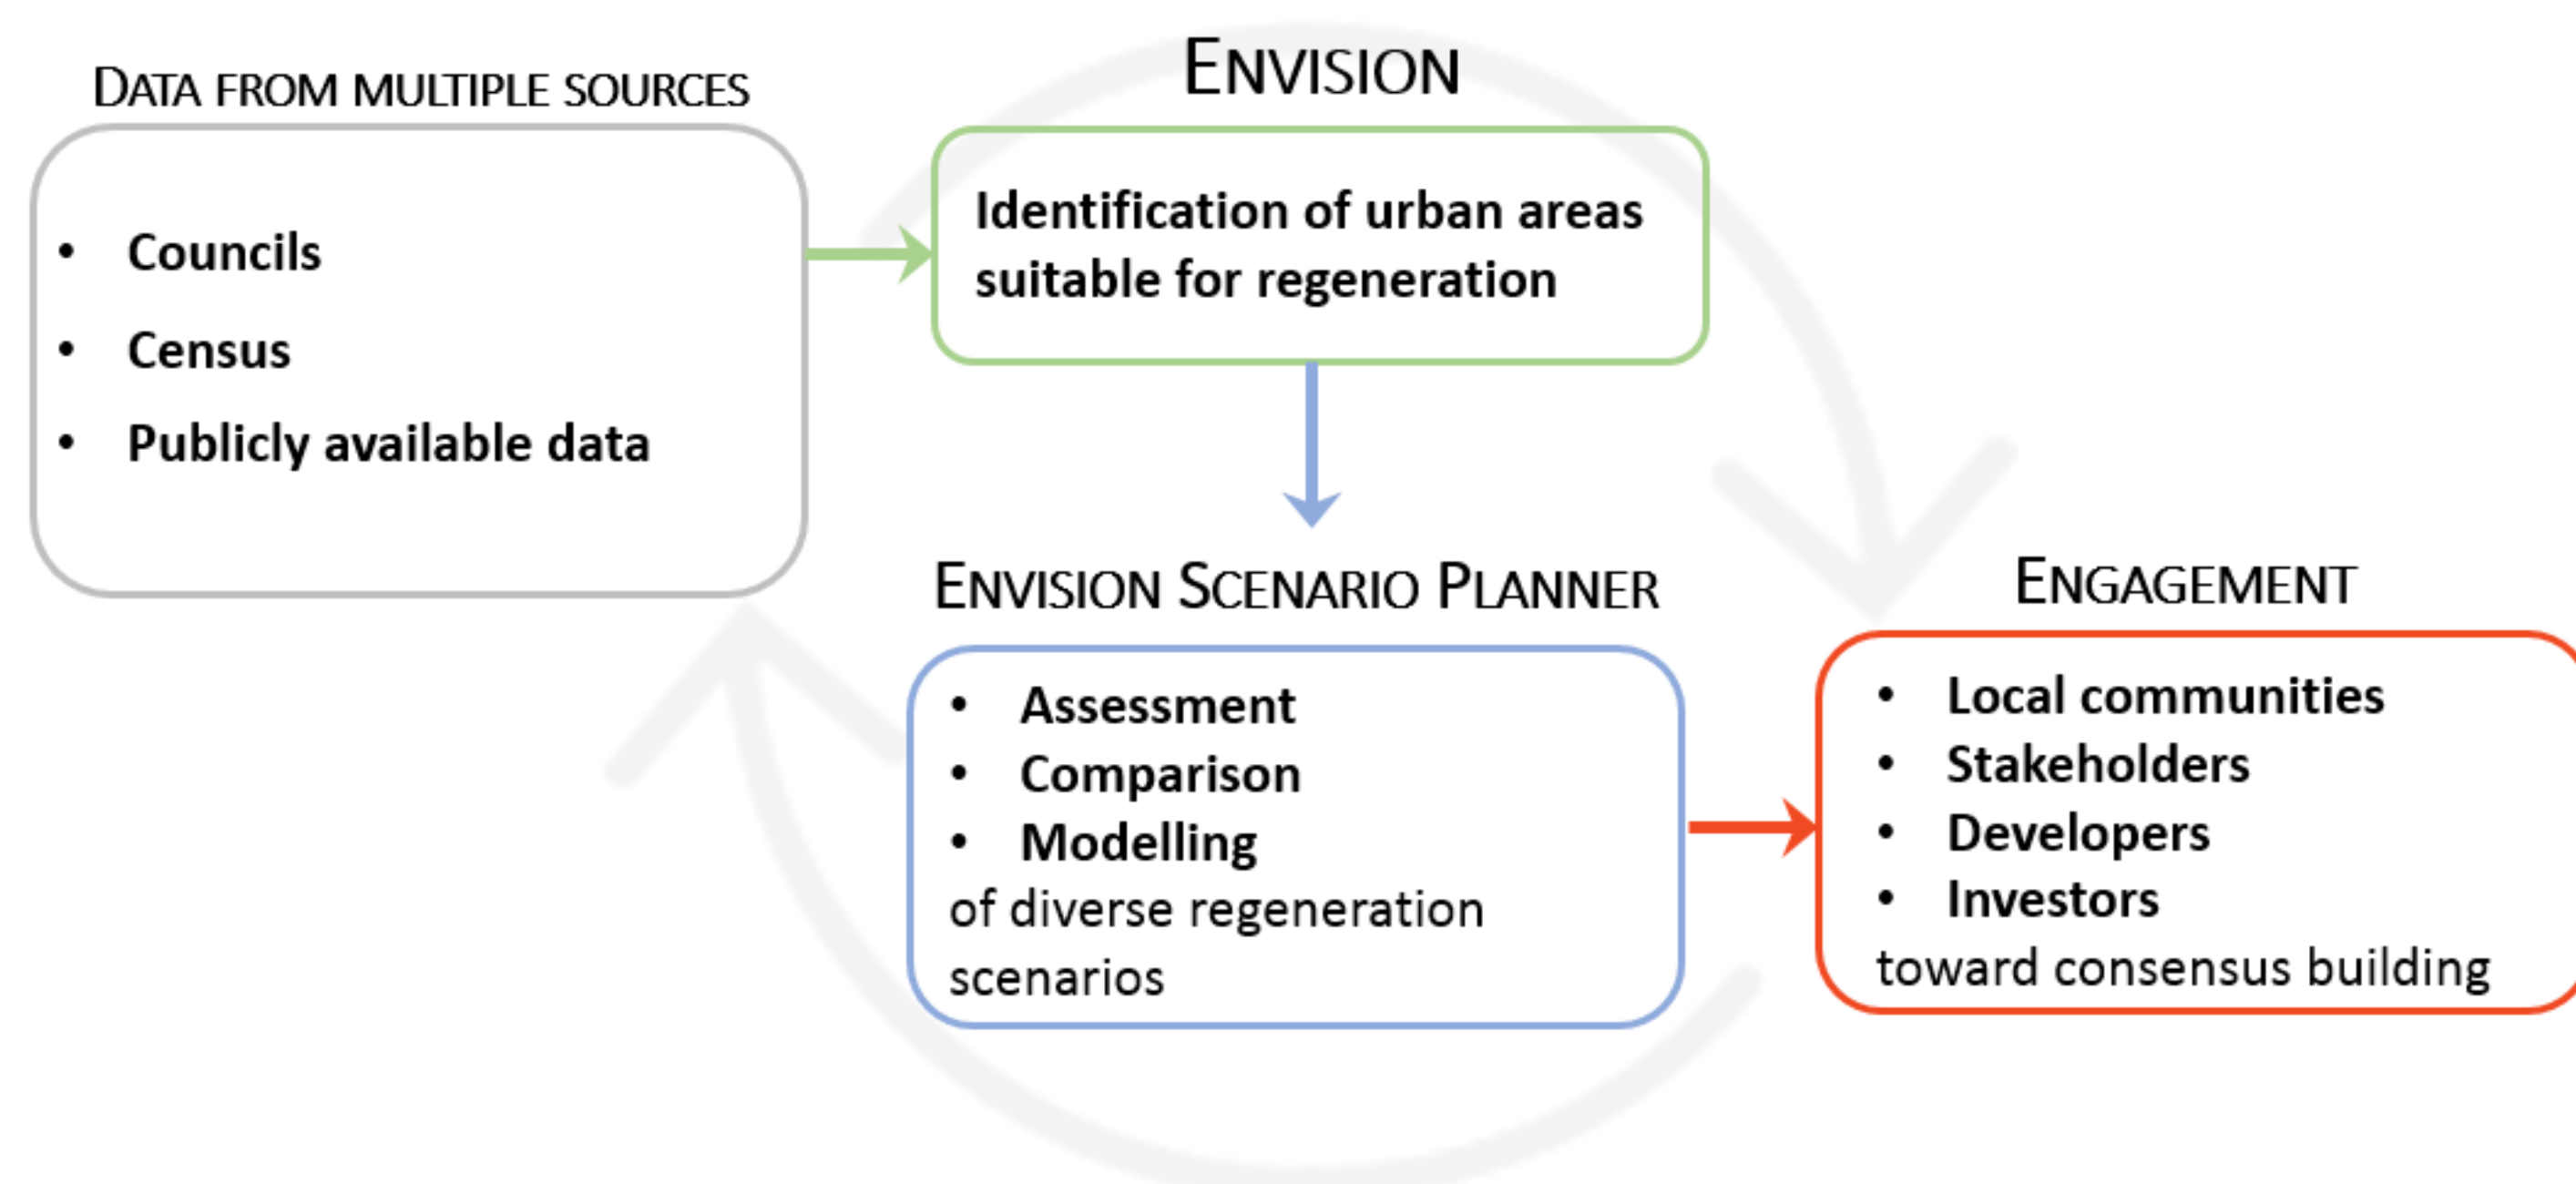 DATA FROM MULTIPLE SOURCES
• Councils
• Census
• Publicly available data
ENVISION
Identification of urban areas
suitable for regeneration
ENVISION SCENARIO PLANNER
• Assessment
• Comparison
• Modelling
of diverse regeneration
scenarios
ENGAGEMENT
• Local communities
• Stakeholders
• Developers
• Investors
toward consensus building